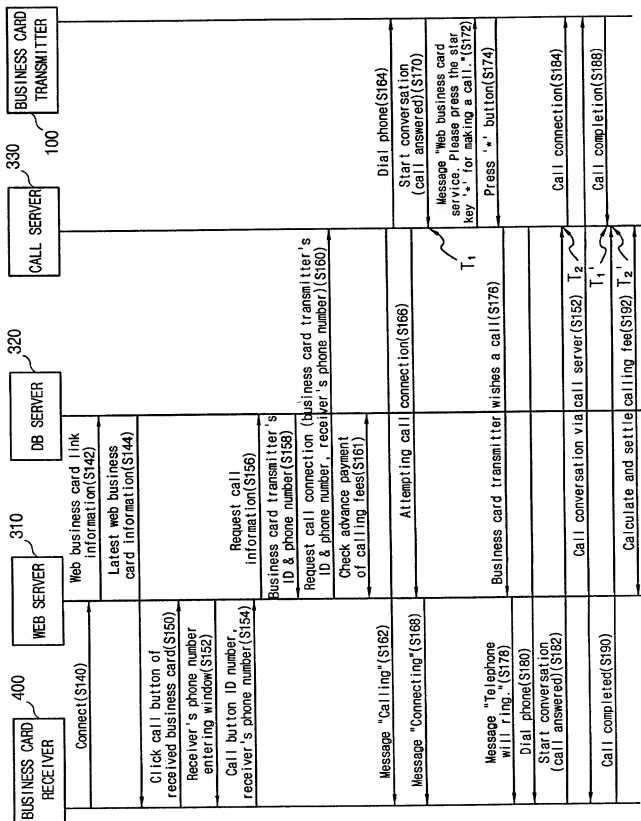 BUSINESS CARD
RECEIVER
400
WEB SERVER
310
DB SERVER
320
CALL SERVER
330
BUSINESS CARD
TRANSMITTER
100
Connect(S140)
Web business card link
information(S142)
Latest web business
card information(S144)
Click call button of
received business card(S150)
Receiver's phone number
entering window(S152)
Call button ID number,
receiver's phone number(S154)
Request call
information(S156)
Business card transmitter's
ID & phone number(S158)
Request call connection (business card transmitter's
ID & phone number, receiver's phone number)(S160)
Check advance payment
of calling fees(S161)
Message "Calling"(S162)
Dial phone(S164)
Attempting call connection(S166)
Message "Connecting"(S168)
Start conversation
(call answered)(S170)
T1
Message "Web business card
service. Please press the star
key '*' for making a call."(S172)
Press '*' button(S174)
Business card transmitter wishes a call(S176)
Message "Telephone
will ring."(S178)
Dial phone(S180)
Start conversation
(call answered)(S182)
T2
Call connection(S184)
Call conversation via call server(S152)
T1'
Call completion(S188)
Call completed(S190)
T2'
Calculate and settle calling fee(S192)